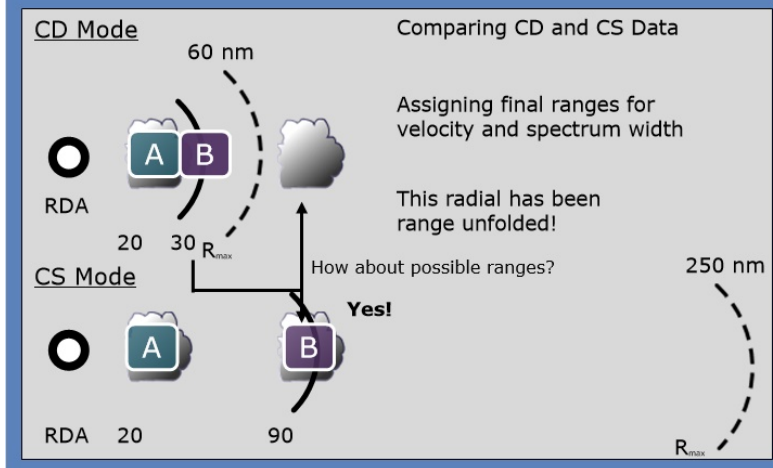 CD Mode
Comparing CD and CS Data
60 nm
Assigning final ranges for
velocity and spectrum width
A
B
RDA
This radial has been
range unfolded!
20
30
Rmax
CS Mode
How about possible ranges?
250 nm
Yes!
A
B
RDA
20
90
Rmax